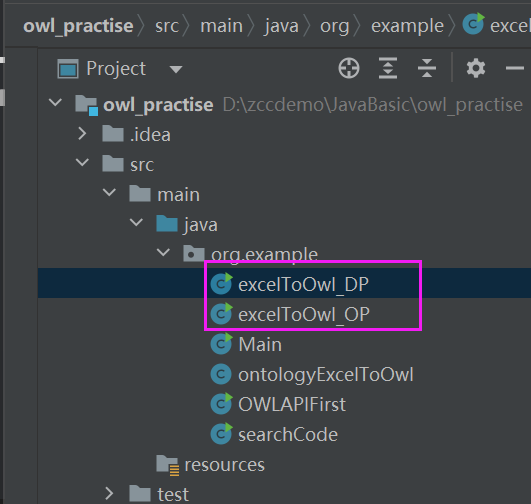 owl_practise src main java org example exce
Project
owl_practise D:\zccdemo\JavaBasic\owl_practise
.idea
src
main
java
org.example
excelToOwl_DP
excelToOwl_OP
Main
ontologyExcelToOwl
OWLAPIFirst
searchCode
resources
test